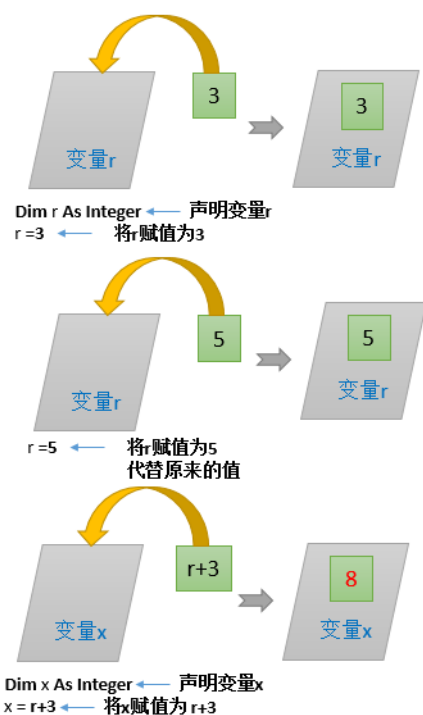 3
3
变量r
变量r
Dim r As Integer 声明变量r
r =3 将r赋值为3
5
5
变量r
变量r
r =5 将r赋值为5
代替原来的值
r+3
8
变量x
变量x
Dim x As Integer 声明变量x
x = r+3 将x赋值为 r+3